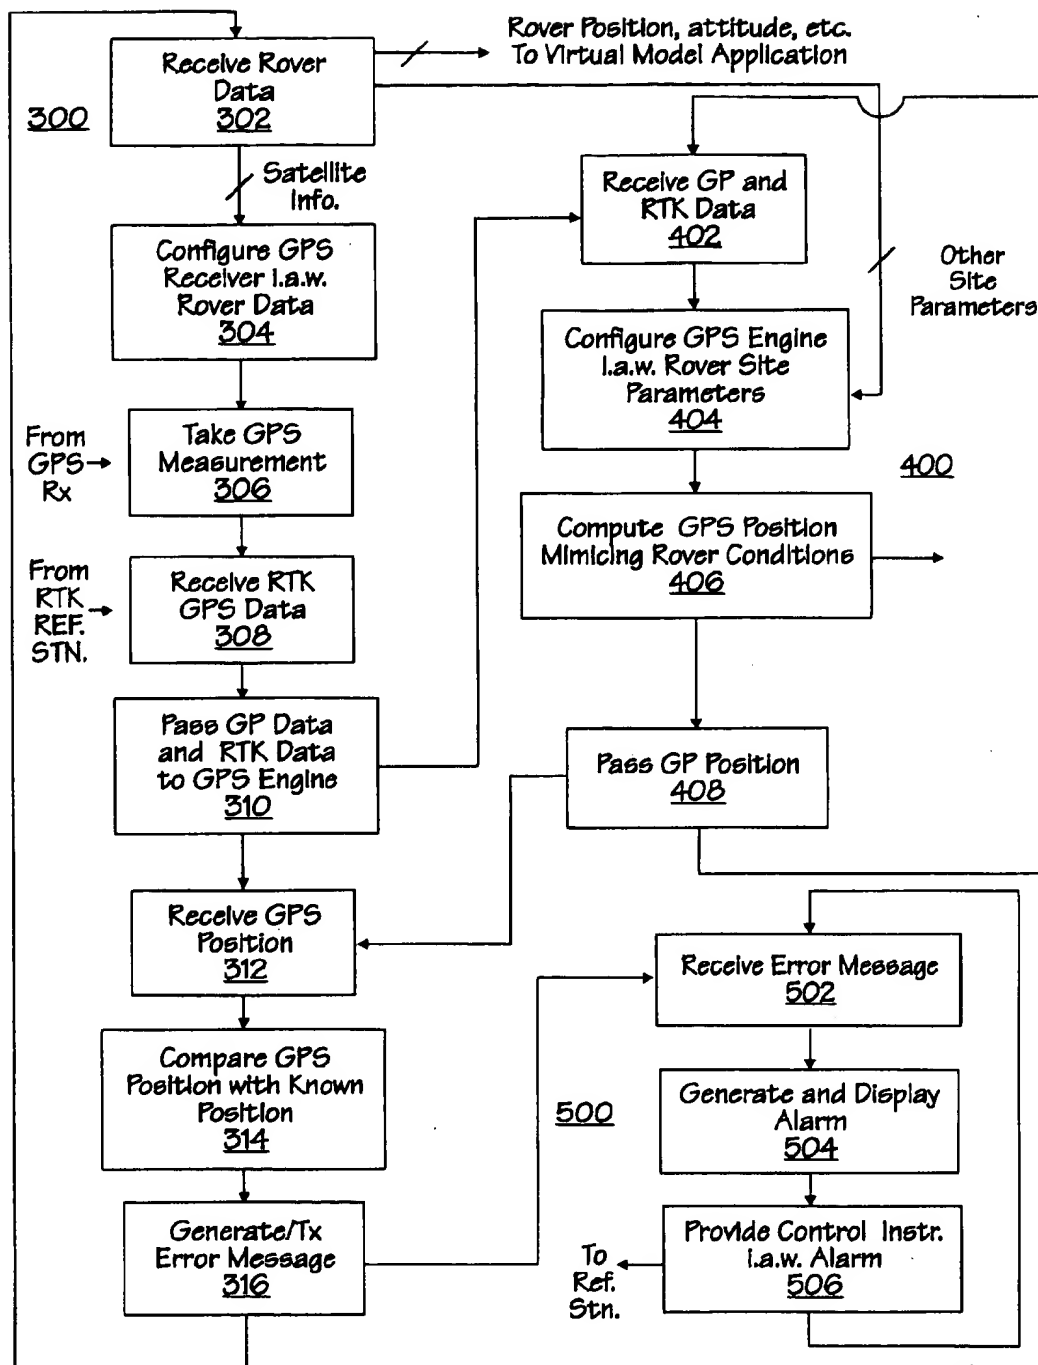 Rover Position, attitude, etc.
To Virtual Model Application
Receive Rover
Data
302
300
Satellite
Info.
Configure GPS
Receiver i.a.w.
Rover Data
304
From
GPS
Rx
Take GPS
Measurement
306
From
RTK
REF.
STN.
Receive RTK
GPS Data
308
Pass GP Data
and RTK Data
to GPS Engine
310
Receive GPS
Position
312
Compare GPS
Position with Known
Position
314
Generate/Tx
Error Message
316
Receive GP and
RTK Data
402
Other
Site
Parameters
Configure GPS Engine
i.a.w. Rover Site
Parameters
404
400
Compute GPS Position
Mimicing Rover Conditions
406
Pass GP Position
408
Receive Error Message
502
500
Generate and Display
Alarm
504
Provide Control Instr.
i.a.w. Alarm
506
To
Ref.
Stn.